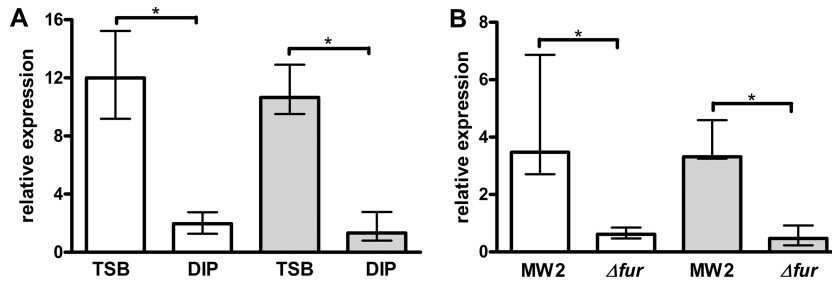 A
relative expression
16
12
8
4
0
*
*
TSB
DIP
TSB
DIP
B
relative expression
8
6
4
2
0
*
*
MW2
Δfur
MW2
Δfur